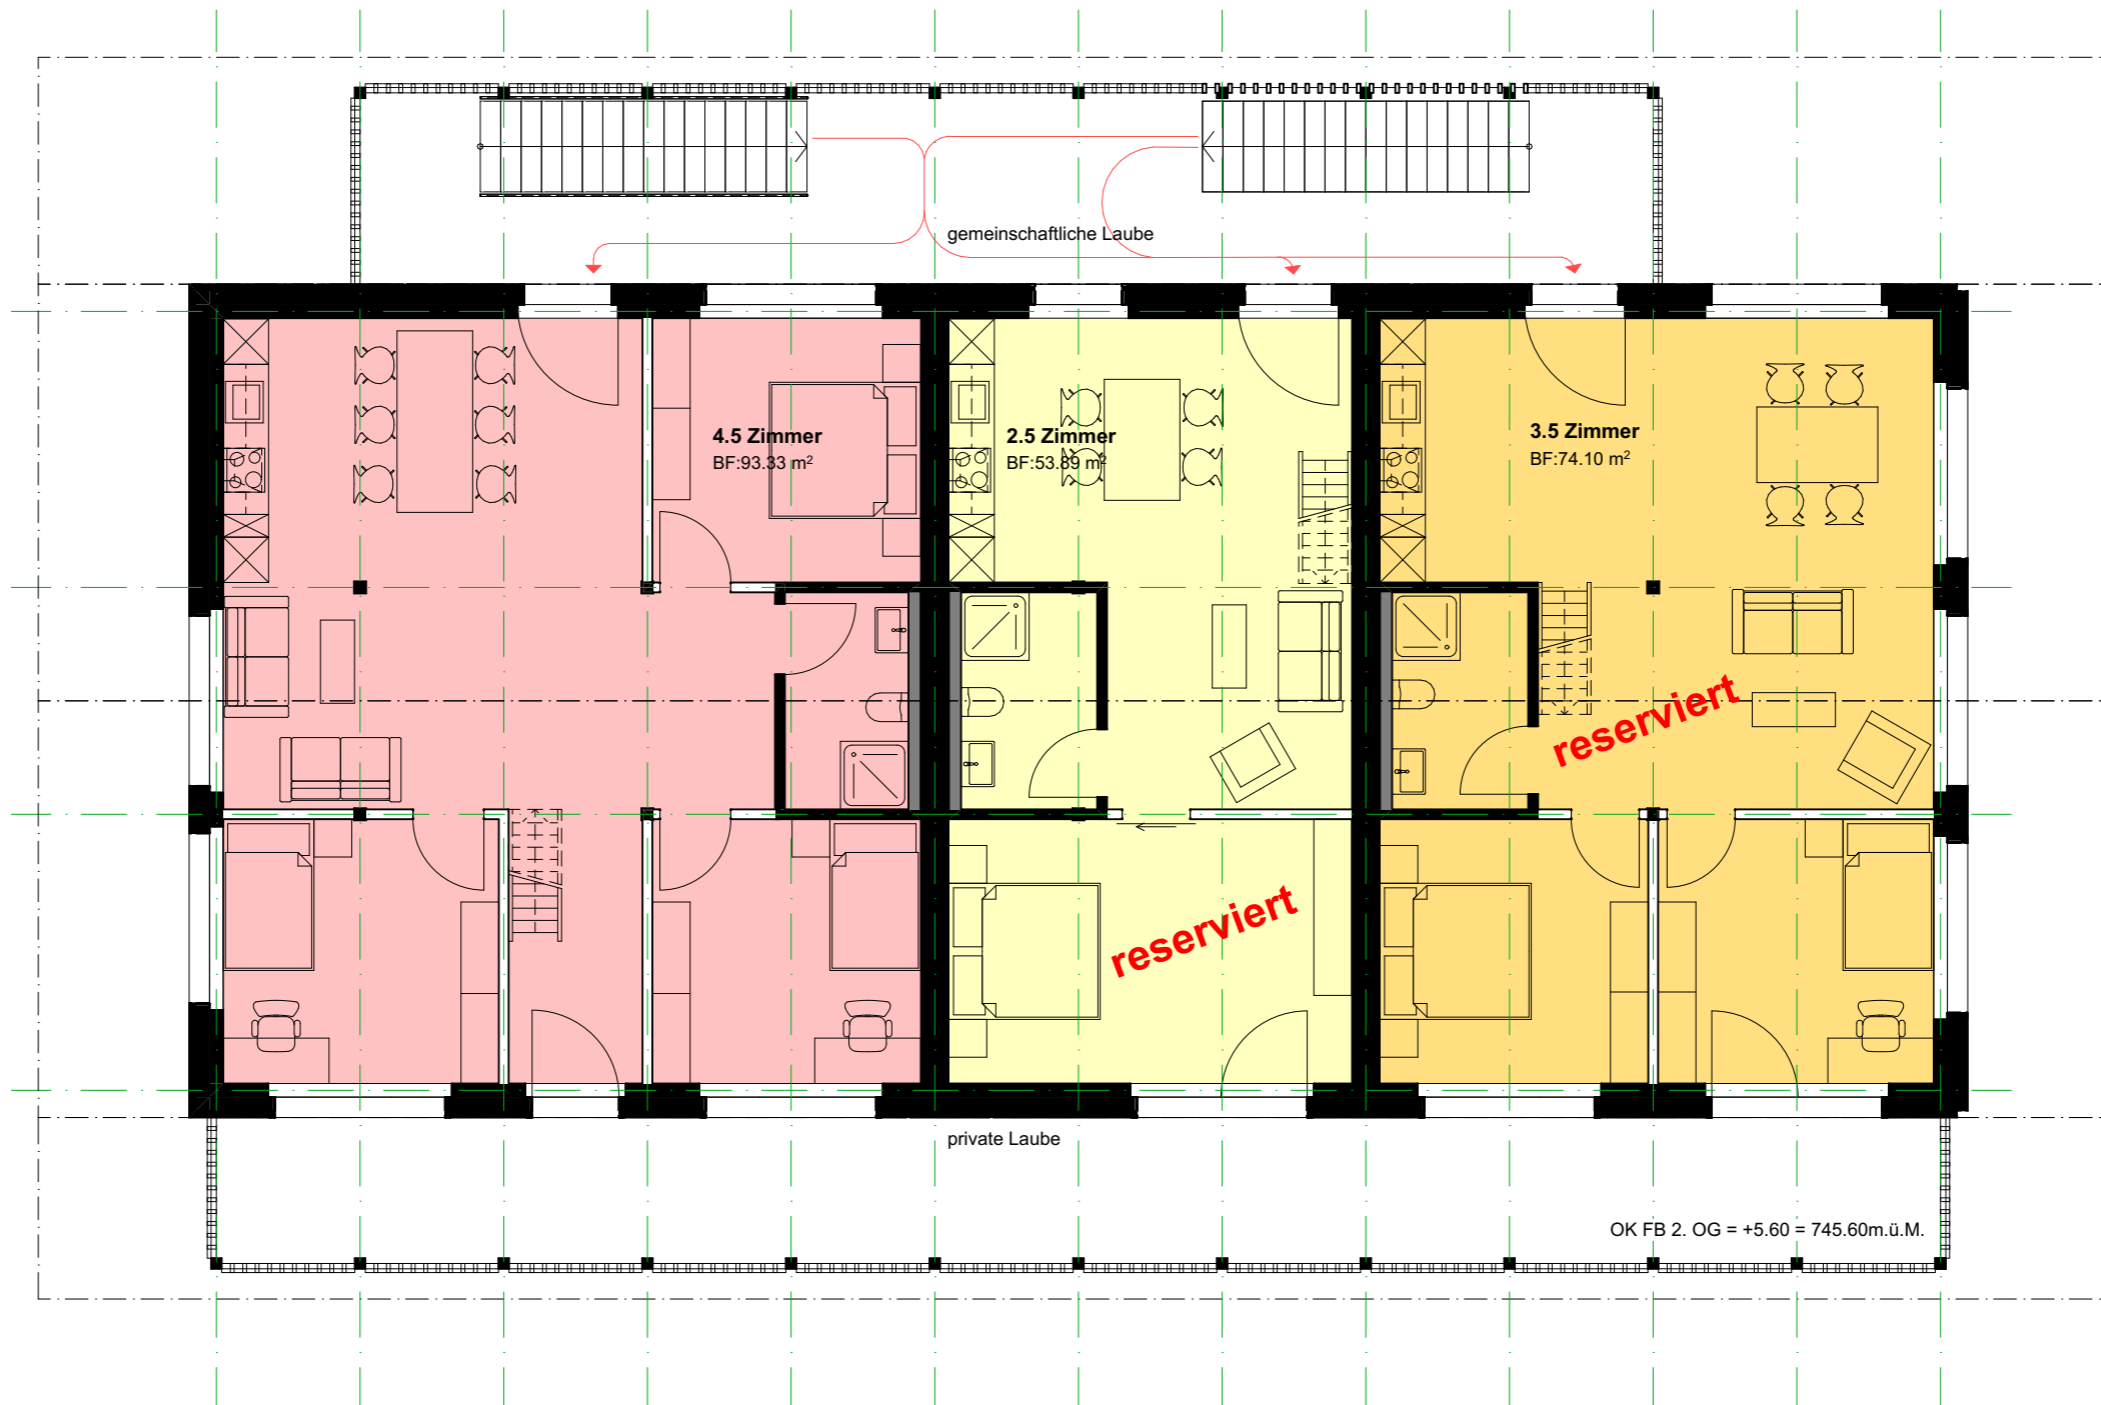 gemeinschaftliche Laube
4.5 Zimmer
BF:93.33 m²
2.5 Zimmer
BF:53.89 m²
3.5 Zimmer
BF:74.10 m²
reserviert
reserviert
private Laube
OK FB 2. OG = +5.60 = 745.60m.ü.M.